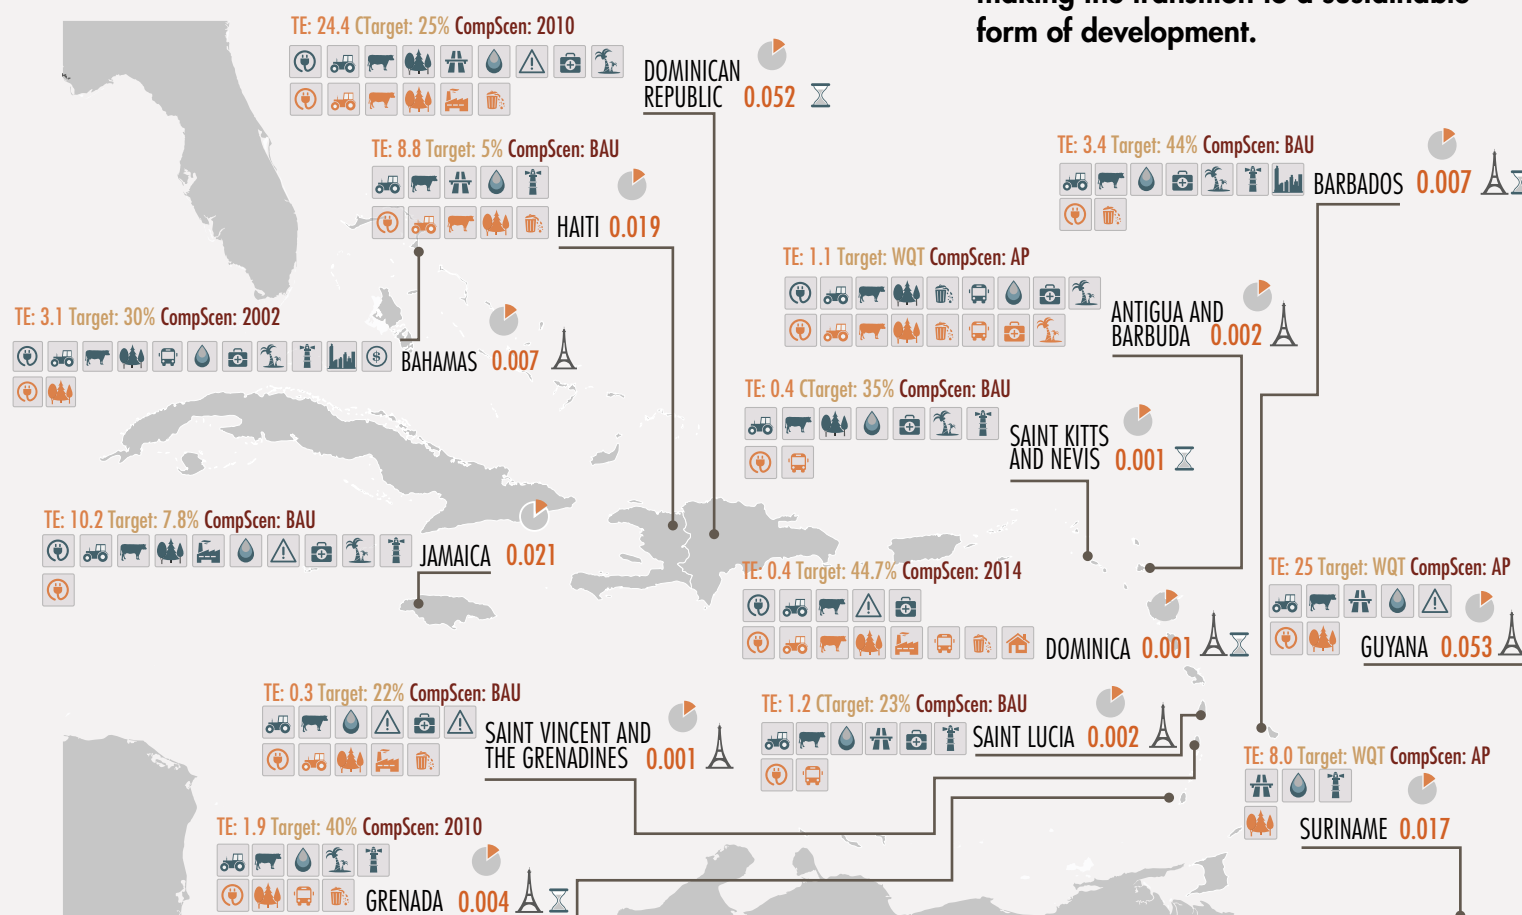 form of development.
TE: 24.4 CTarget: 25% CompScen: 2010
DOMINICAN
REPUBLIC 0.052
TE: 8.8 Target: 5% CompScen: BAU
HAITI 0.019
TE: 3.4 Target: 44% CompScen: BAU
BARBADOS 0.007
TE: 1.1 Target: WQT CompScen: AP
ANTIGUA AND
BARBUDA 0.002
TE: 3.1 Target: 30% CompScen: 2002
$
BAHAMAS 0.007
TE: 0.4 CTarget: 35% CompScen: BAU
SAINT KITTS
AND NEVIS 0.001
TE: 10.2 Target: 7.8% CompScen: BAU
JAMAICA 0.021
TE: 0.4 Target: 44.7% CompScen: 2014
DOMINICA 0.001
TE: 25 Target: WQT CompScen: AP
GUYANA 0.053
TE: 0.3 Target: 22% CompScen: BAU
SAINT VINCENT AND
THE GRENADINES 0.001
TE: 1.2 CTarget: 23% CompScen: BAU
SAINT LUCIA 0.002
TE: 8.0 Target: WQT CompScen: AP
SURINAME 0.017
TE: 1.9 Target: 40% CompScen: 2010
GRENADA 0.004